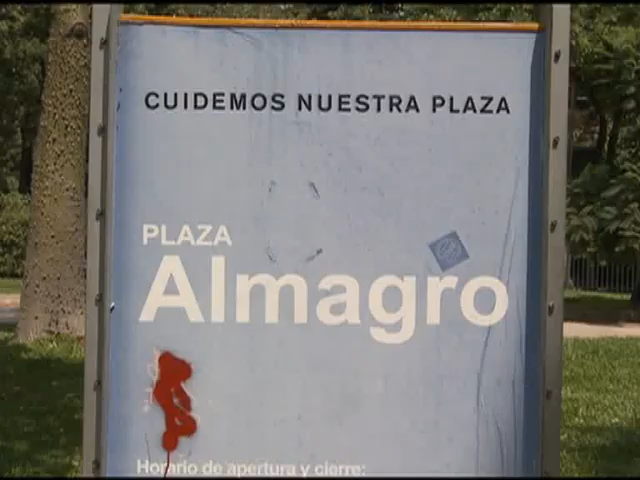 CUIDEMOS NUESTRA PLAZA
PLAZA
Almagro
Horario de apertura y cierre: